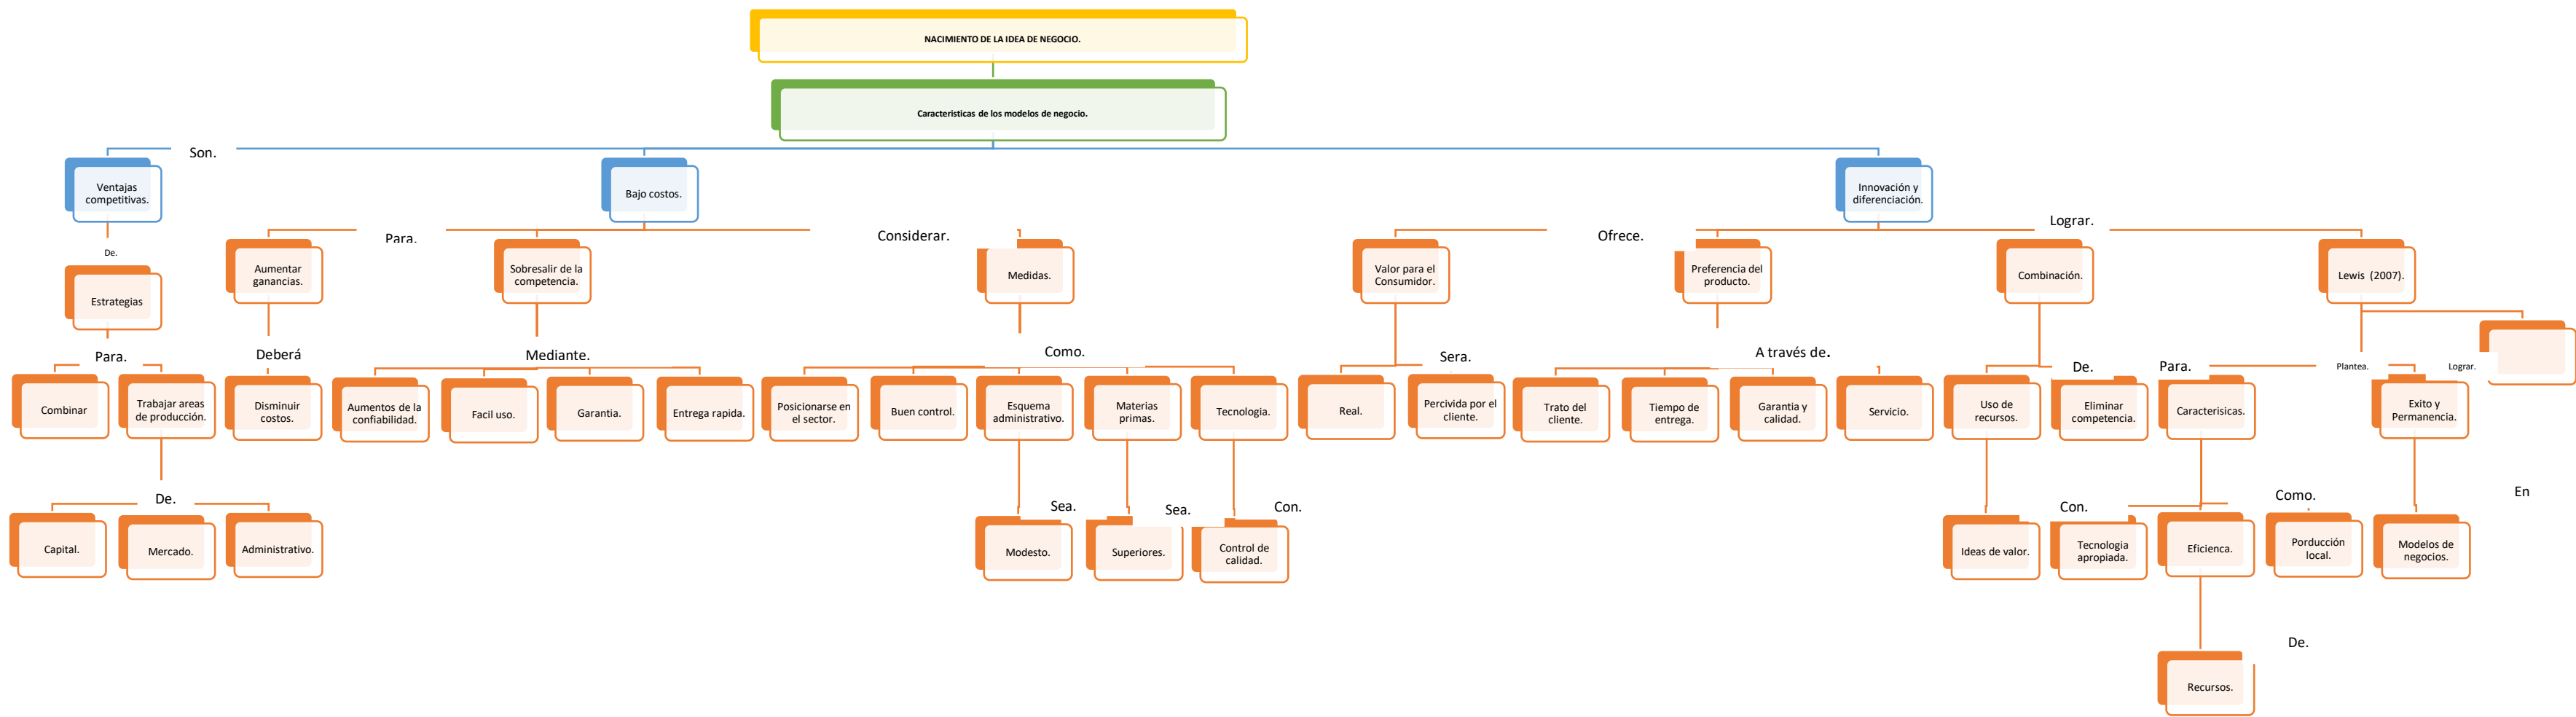 NACIMIENTO DE LA IDEA DE NEGOCIO.
Caracteristicas de los modelos de negocio.
Son.
Ventajas
competitivas.
Bajo costos.
Innovación y
diferenciación.
De.
Para.
Considerar.
Ofrece.
Lograr.
Estrategias
Aumentar
ganancias.
Sobresalir de la
competencia.
Medidas.
Valor para el
Consumidor.
Preferencia del
producto.
Combinación.
Lewis (2007).
Para.
Deberá
Mediante.
Como.
Sera.
A través de.
De.
Para.
Plantea.
Lograr.
Combinar
Trabajar areas
de producción.
Disminuir
costos.
Aumentos de la
confiabilidad.
Facil uso.
Garantia.
Entrega rapida.
Posicionarse en
el sector.
Buen control.
Esquema
administrativo.
Materias
primas.
Tecnologia.
Real.
Percivida por el
cliente.
Trato del
cliente.
Tiempo de
entrega.
Garantia y
calidad.
Servicio.
Uso de
recursos.
Eliminar
competencia.
Caracterisicas.
Exito y
Permanencia.
De.
Sea.
Sea.
Con.
Con.
Como.
En
Capital.
Mercado.
Administrativo.
Modesto.
Superiores.
Control de
calidad.
Ideas de valor.
Tecnologia
apropiada.
Eficienca.
Porducción
local.
Modelos de
negocios.
De.
Recursos.